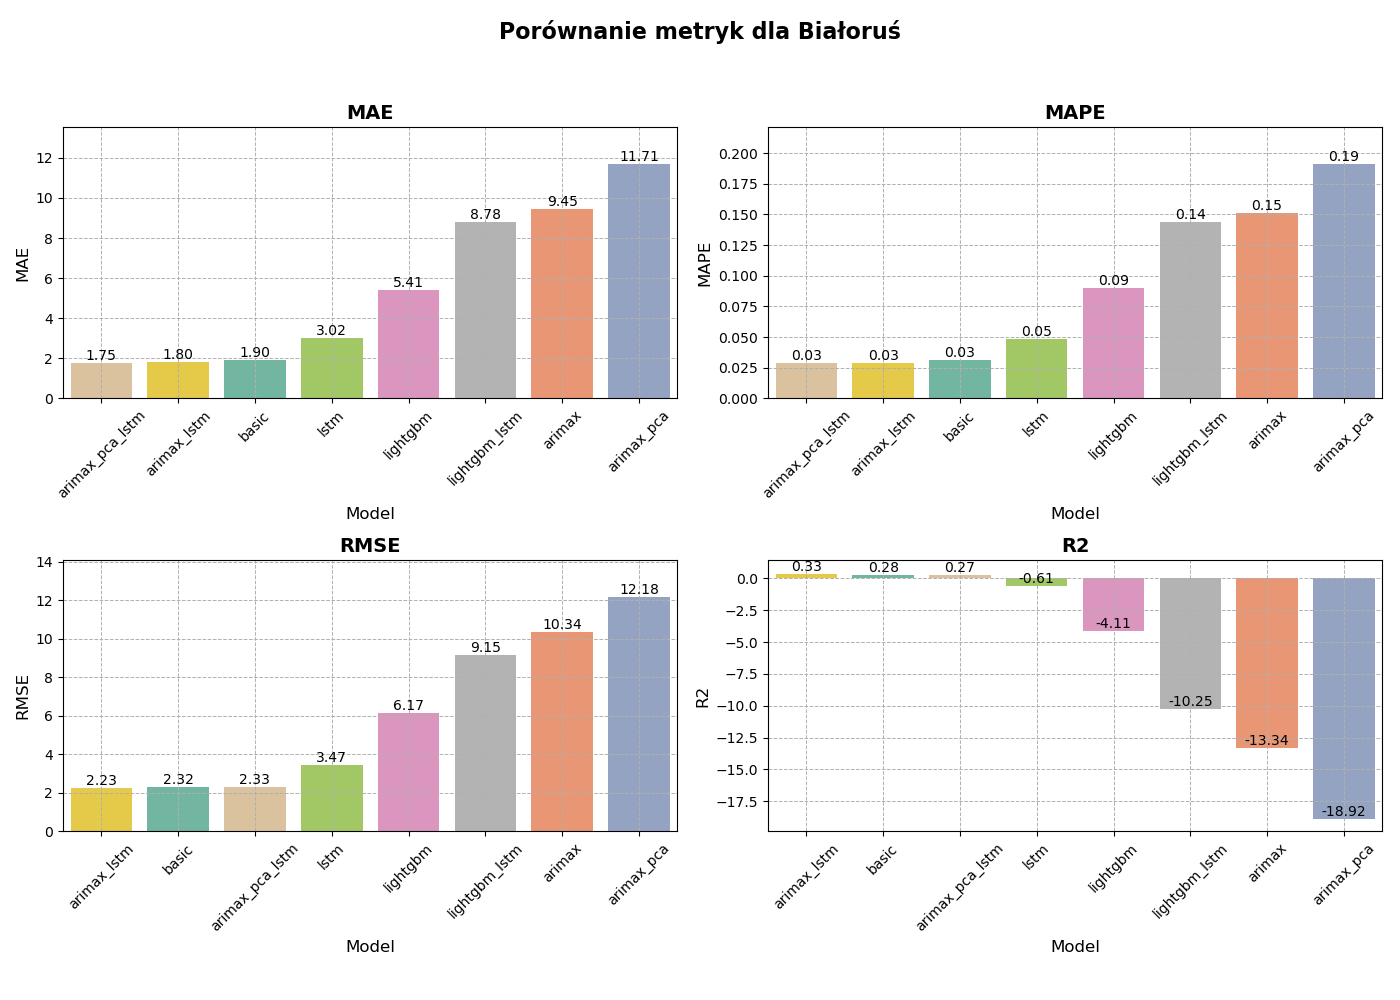 Porównanie metryk dla Białoruś
MAE
MAE
12
10
8
6
4
2
0
1.75
1.80
1.90
3.02
5.41
8.78
9.45
11.71
arimax_pca_lstm
arimax_lstm
basic
lstm
lightgbm
lightgbm_lstm
arimax
arimax_pca
Model
MAPE
MAPE
0.200
0.175
0.150
0.125
0.100
0.075
0.050
0.025
0.000
0.03
0.03
0.03
0.05
0.09
0.14
0.15
0.19
arimax_pca_lstm
arimax_lstm
basic
lstm
lightgbm
lightgbm_lstm
arimax
arimax_pca
Model
RMSE
RMSE
14
12
10
8
6
4
2
0
2.23
2.32
2.33
3.47
6.17
9.15
10.34
12.18
arimax_lstm
basic
arimax_pca_lstm
lstm
lightgbm
lightgbm_lstm
arimax
arimax_pca
Model
R2
R2
0.0
−2.5
−5.0
−7.5
−10.0
−12.5
−15.0
−17.5
0.33
0.28
0.27
-0.61
-4.11
-10.25
-13.34
-18.92
arimax_lstm
basic
arimax_pca_lstm
lstm
lightgbm
lightgbm_lstm
arimax
arimax_pca
Model